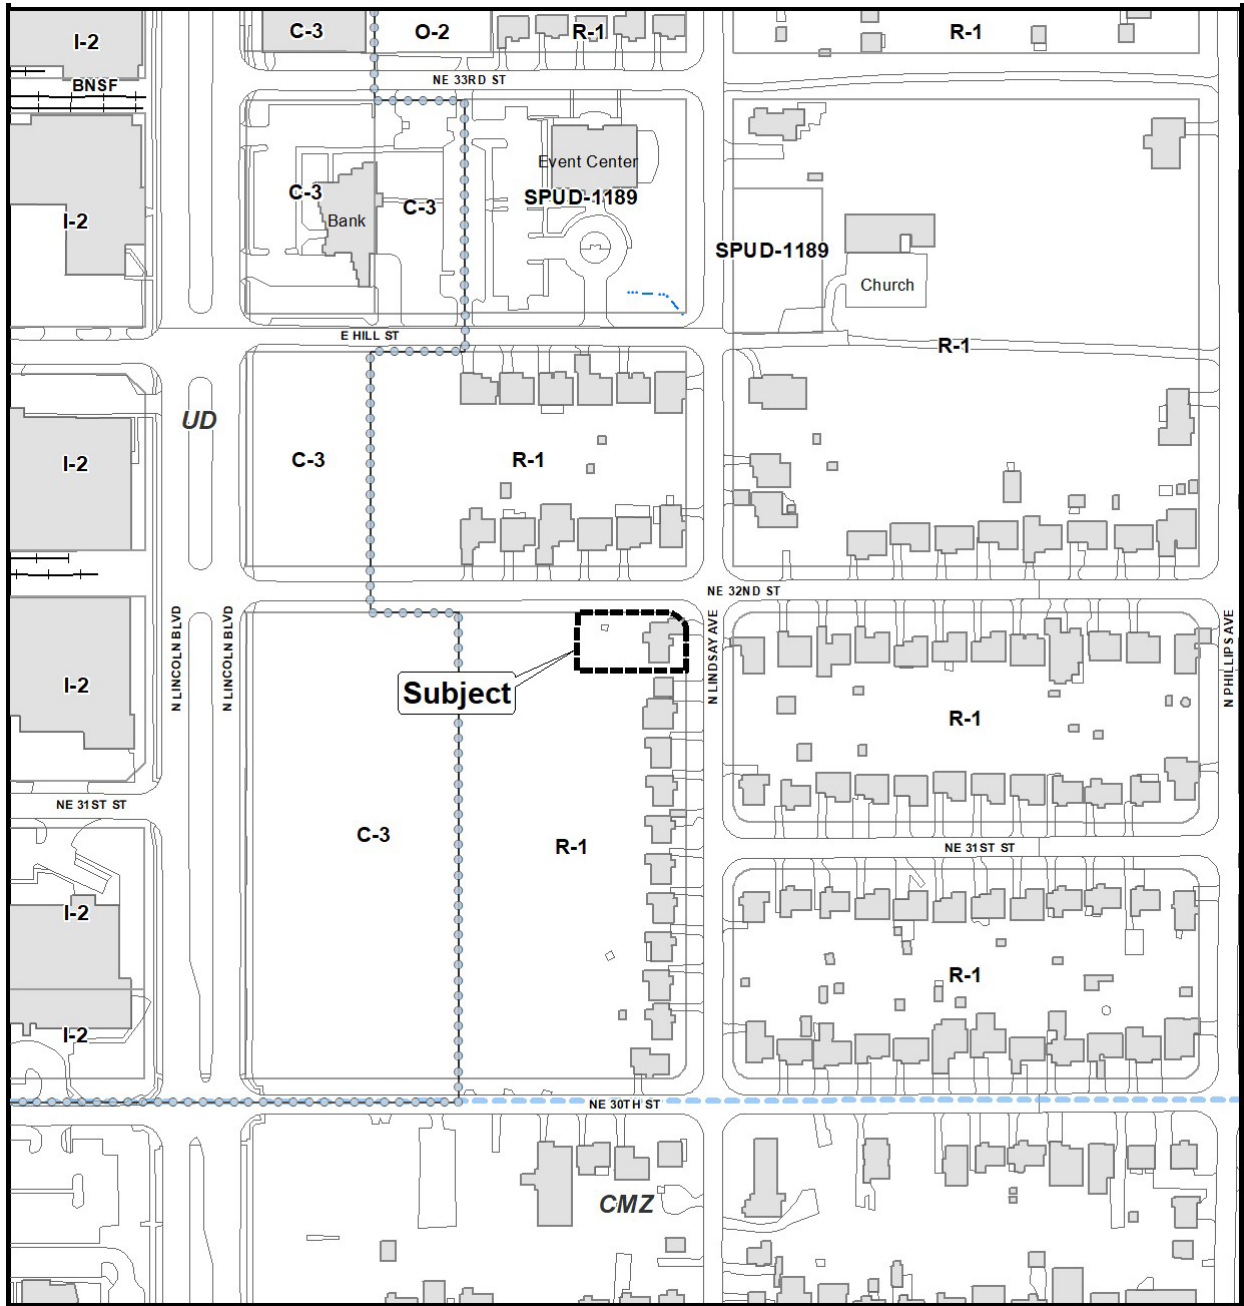 I-2
C-3
O-2
R-1
R-1
NE 33RD ST
BNSF
Event Center
C-3
C-3
SPUD-1189
Bank
I-2
SPUD-1189
Church
E HILL ST
R-1
UD
I-2
C-3
R-1
NE 32ND ST
N LINCOLN BLVD
N LINCOLN BLVD
N LINDSAY AVE
N PHILLIPS AVE
I-2
Subject
R-1
NE 31ST ST
C-3
R-1
NE 31ST ST
I-2
R-1
I-2
NE 30TH ST
CMZ